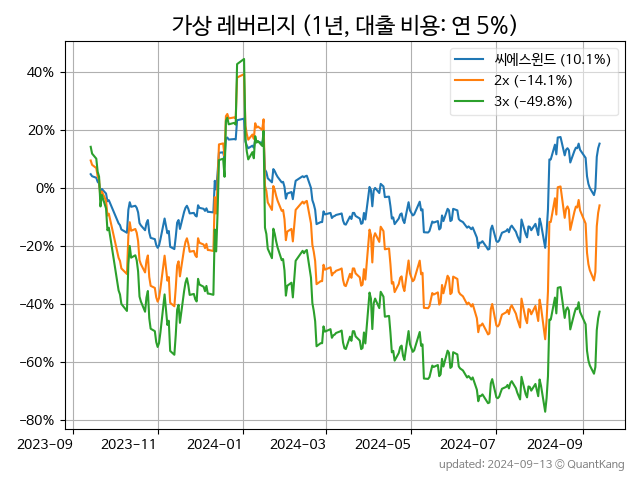 가상 레버리지 (1년, 대출 비용: 연 5%)
씨에스윈드 (10.1%)
2x (−14.1%)
3x (−49.8%)
40%
20%
0%
−20%
−40%
−60%
−80%
2023-09 2023-11 2024-01 2024-03 2024-05 2024-07 2024-09
updated: 2024-09-13 © QuantKang